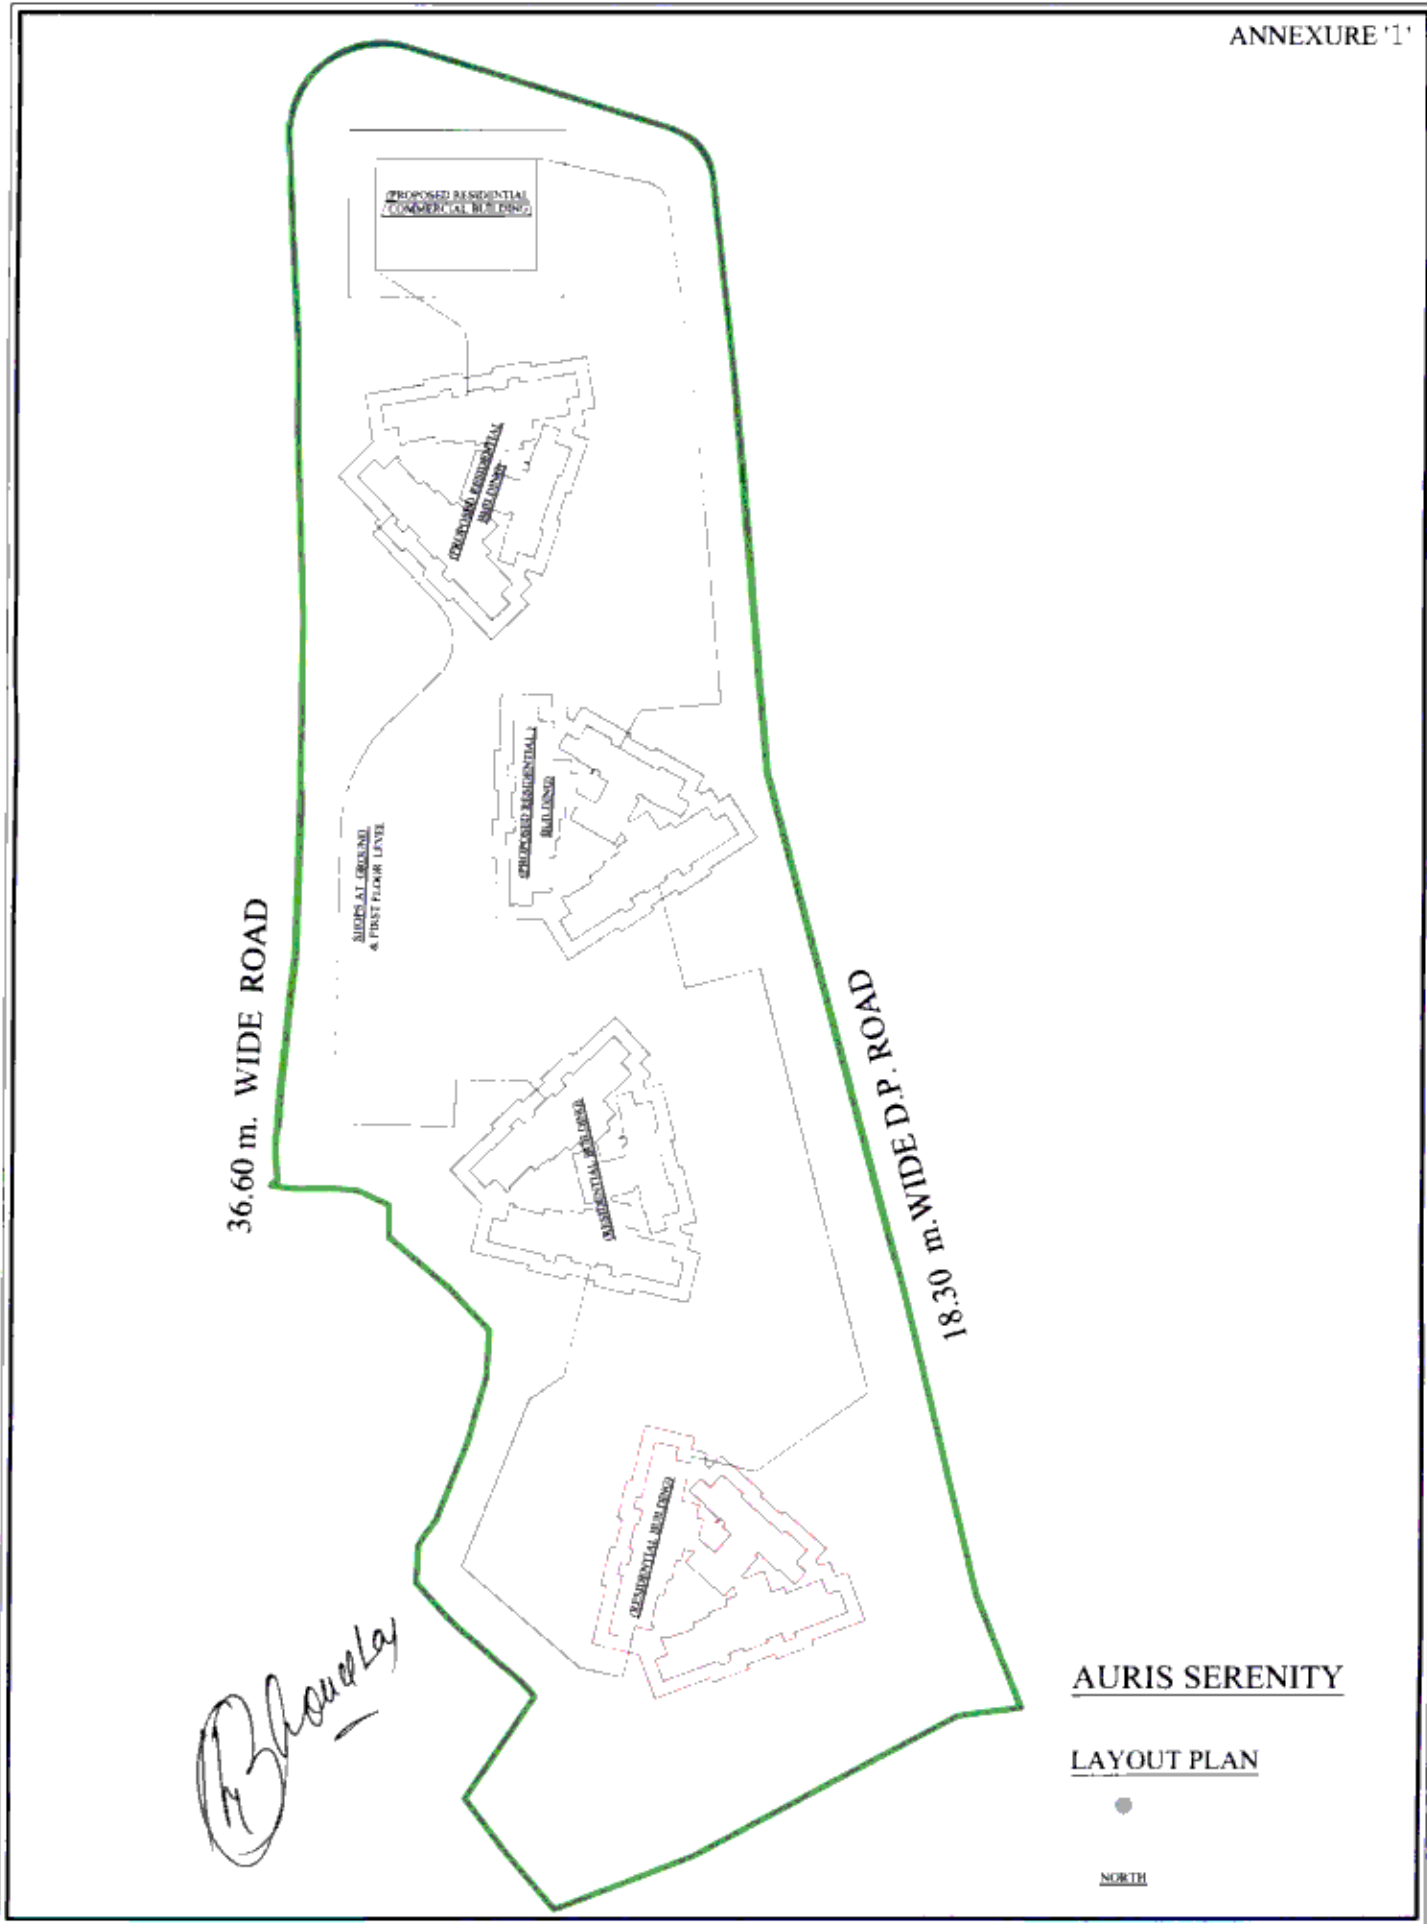 ANNEXURE '1'
(PROPOSED RESIDENTIAL
COMMERCIAL BUILDING)
(PROPOSED RESIDENTIAL
BUILDING)
(PROPOSED RESIDENTIAL
BUILDING)
SHOPS AT GROUND
& FIRST FLOOR LEVEL
36.60 m. WIDE ROAD
18.30 m. WIDE D.P. ROAD
(RESIDENTIAL BUILDING)
(RESIDENTIAL BUILDING)
AURIS SERENITY
LAYOUT PLAN
NORTH